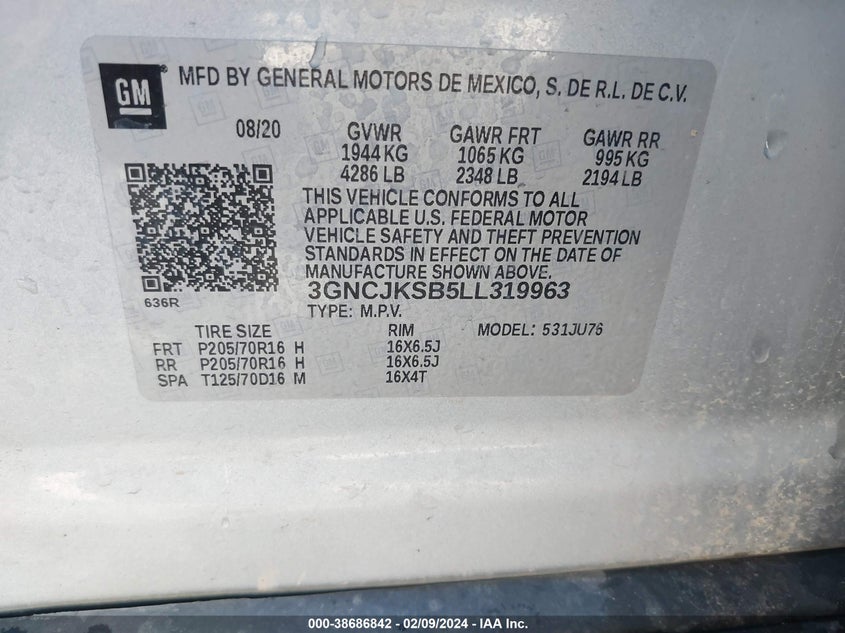 GM MFD BY GENERAL MOTORS DE MEXICO, S. DE R.L. DE C.V.
08/20 GVWR GAWR FRT GAWR RR
1944 KG 1065 KG 995 KG
4286 LB 2348 LB 2194 LB
THIS VEHICLE CONFORMS TO ALL
APPLICABLE U.S. FEDERAL MOTOR
VEHICLE SAFETY AND THEFT PREVENTION
STANDARDS IN EFFECT ON THE DATE OF
MANUFACTURE SHOWN ABOVE.
3GNCJKSB5LL319963
636R TYPE: M.P.V.
TIRE SIZE RIM MODEL: 531JU76
FRT P205/70R16 H 16X6.5J
RR P205/70R16 H 16X6.5J
SPA T125/70D16 M 16X4T
000-38686842 - 02/09/2024 - IAA Inc.